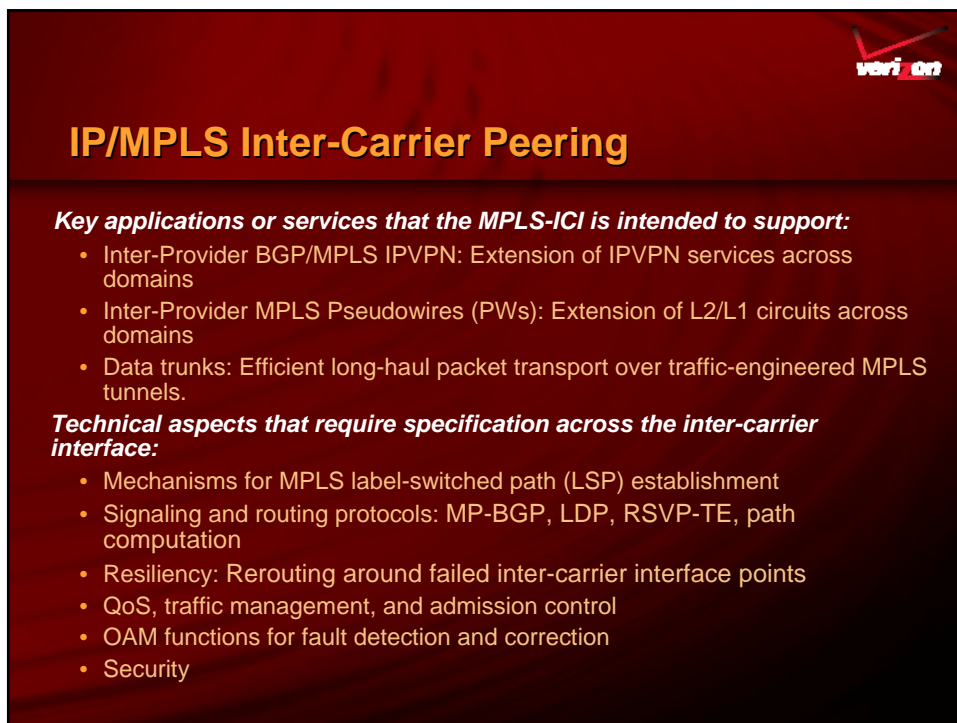 verizon
IP/MPLS Inter-Carrier Peering
Key applications or services that the MPLS-ICI is intended to support:
• Inter-Provider BGP/MPLS IPVPN: Extension of IPVPN services across
domains
• Inter-Provider MPLS Pseudowires (PWs): Extension of L2/L1 circuits across
domains
• Data trunks: Efficient long-haul packet transport over traffic-engineered MPLS
tunnels.
Technical aspects that require specification across the inter-carrier
interface:
• Mechanisms for MPLS label-switched path (LSP) establishment
• Signaling and routing protocols: MP-BGP, LDP, RSVP-TE, path
computation
• Resiliency: Rerouting around failed inter-carrier interface points
• QoS, traffic management, and admission control
• OAM functions for fault detection and correction
• Security